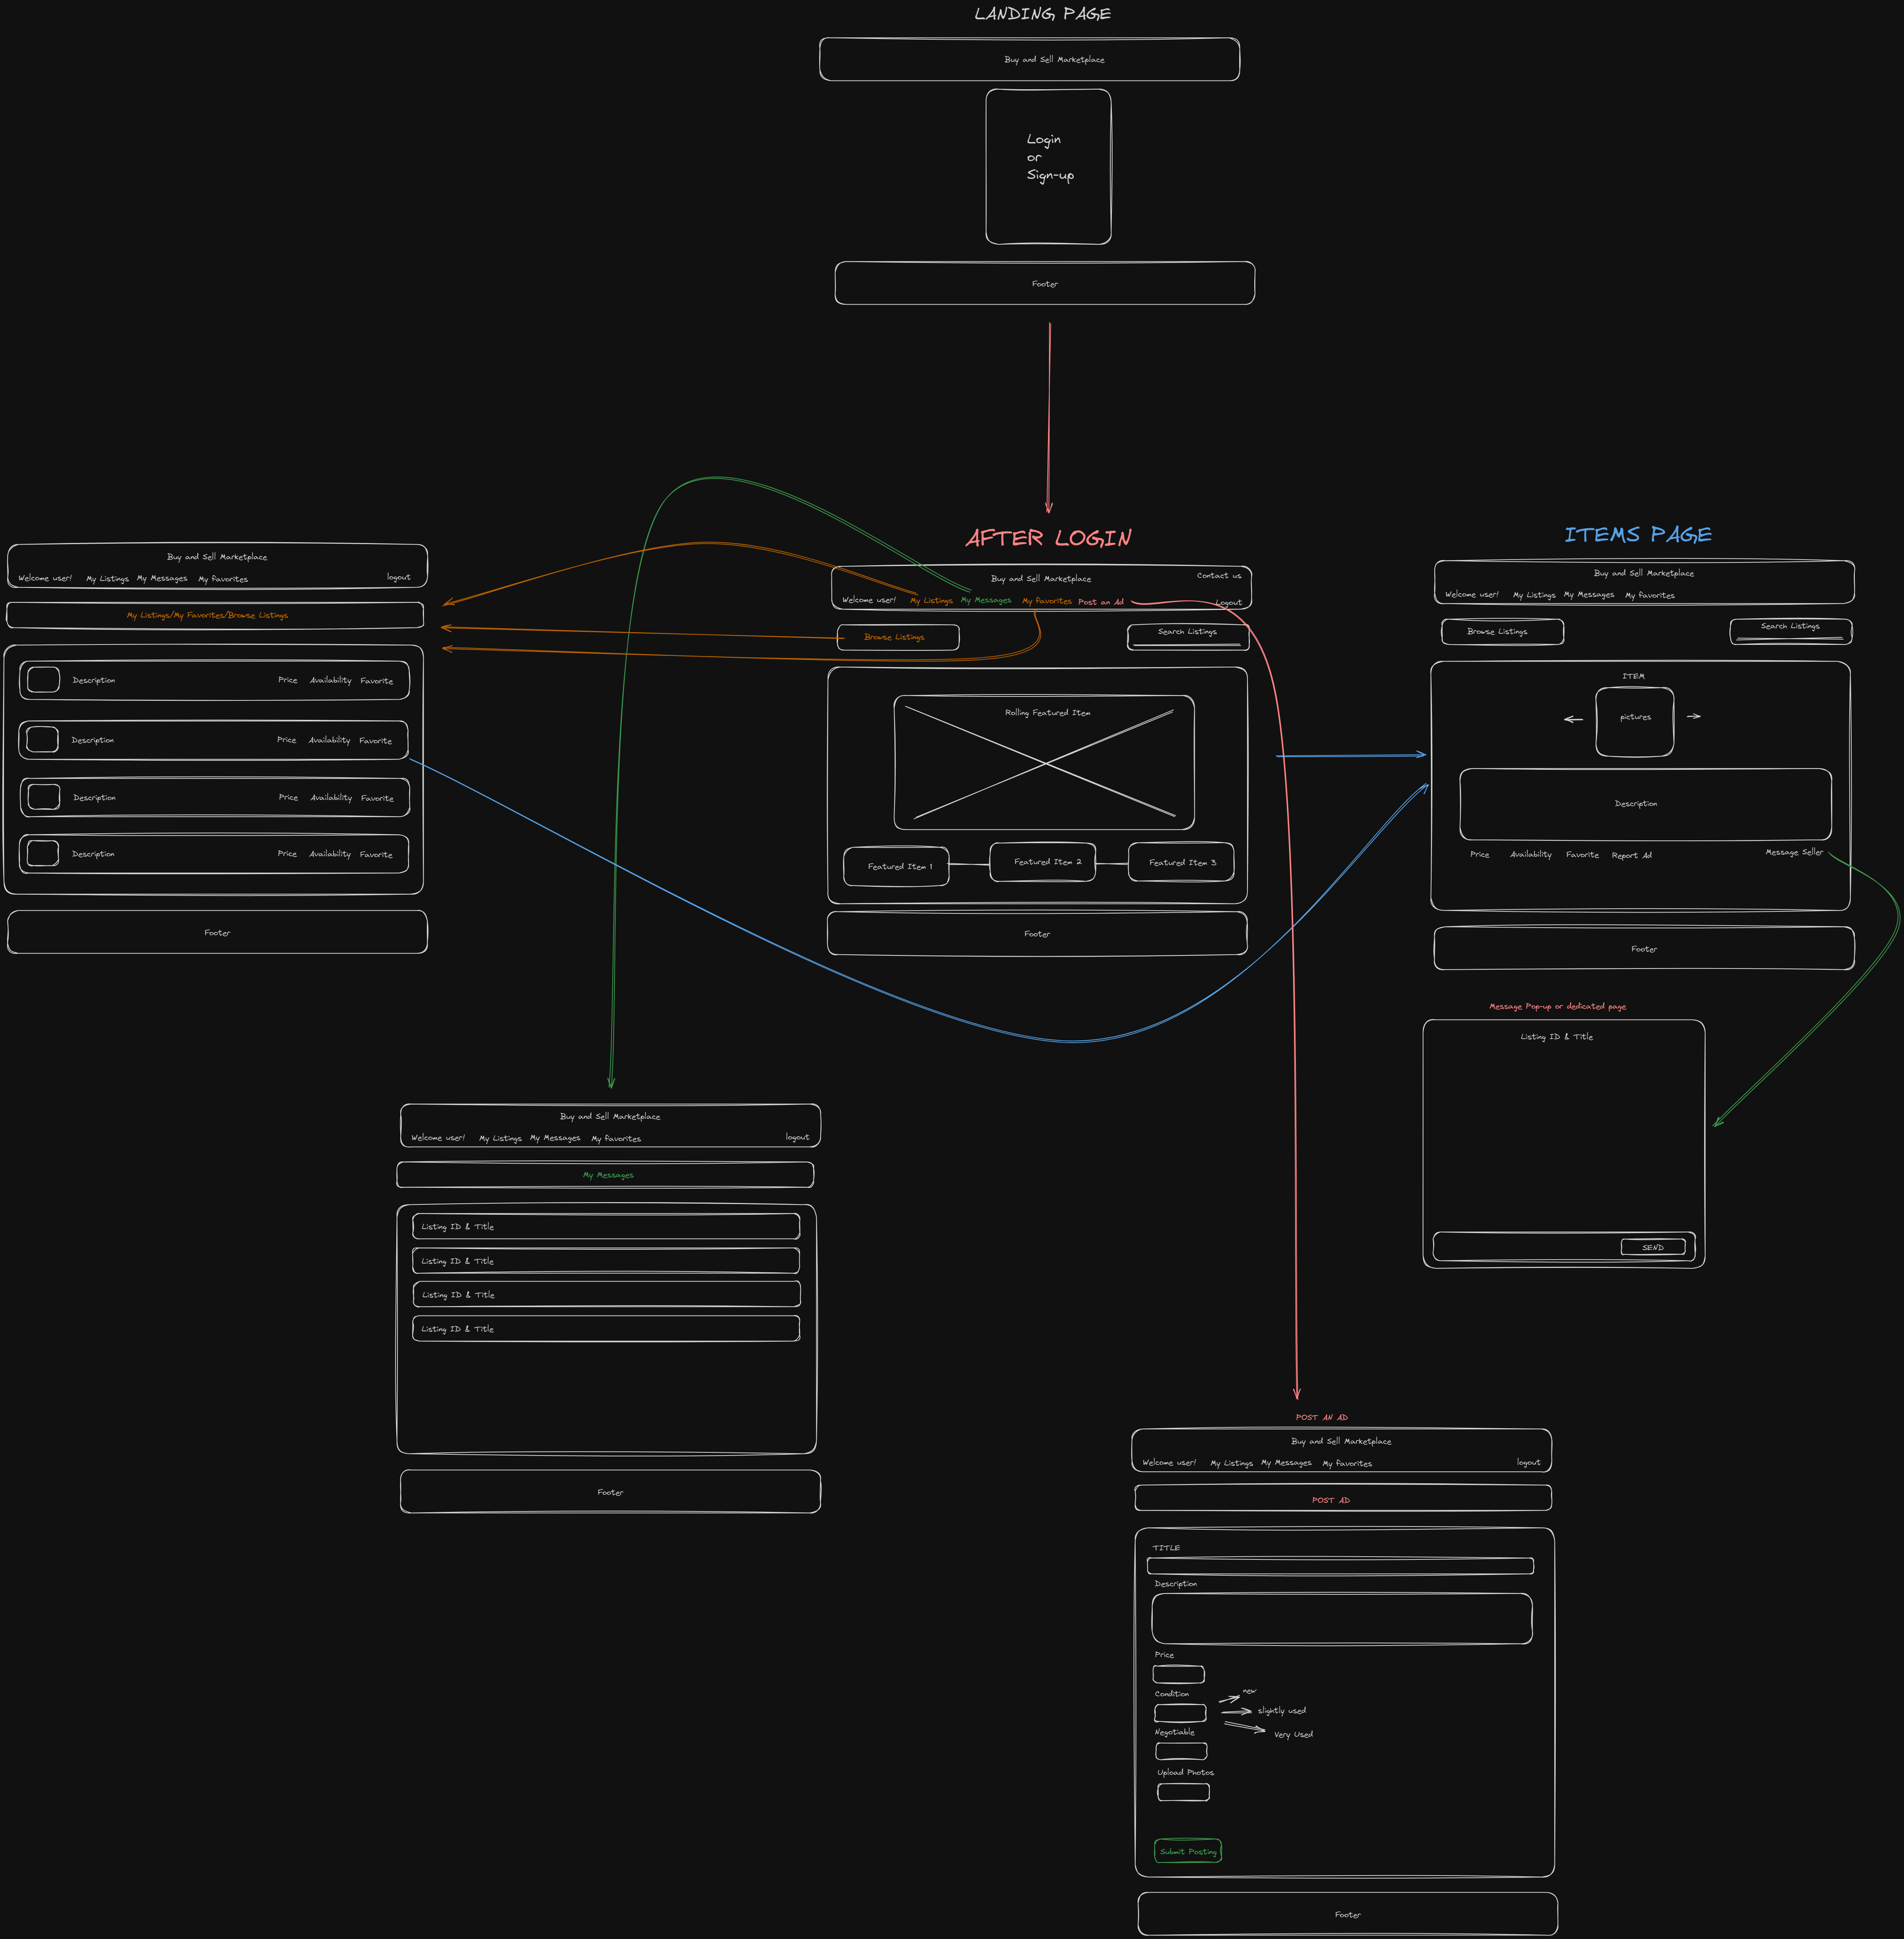 LANDING PAGE
Buy and Sell Marketplace
Login
or
Sign-up
Footer
AFTER LOGIN
Buy and Sell Marketplace
Contact us
Welcome user! My Listings My Messages My Favorites Post an Ad Logout
Browse Listings
Search Listings
Rolling Featured Item
Featured Item 1
Featured Item 2
Featured Item 3
Footer
Buy and Sell Marketplace
Welcome user! My Listings My Messages My favorites logout
My Listings/My Favorites/Browse Listings
Description Price Availability Favorite
Description Price Availability Favorite
Description Price Availability Favorite
Description Price Availability Favorite
Footer
ITEMS PAGE
Buy and Sell Marketplace
Welcome user! My Listings My Messages My favorites
Browse Listings
Search Listings
ITEM
pictures
Description
Price Availability Favorite Report Ad Message Seller
Footer
Message Pop-up or dedicated page
Listing ID & Title
SEND
Buy and Sell Marketplace
Welcome user! My Listings My Messages My favorites logout
My Messages
Listing ID & Title
Listing ID & Title
Listing ID & Title
Listing ID & Title
Footer
POST AN AD
Buy and Sell Marketplace
Welcome user! My Listings My Messages My favorites logout
POST AD
TITLE
Description
Price
Condition
new
slightly used
Very Used
Negotiable
Upload Photos
Submit Posting
Footer